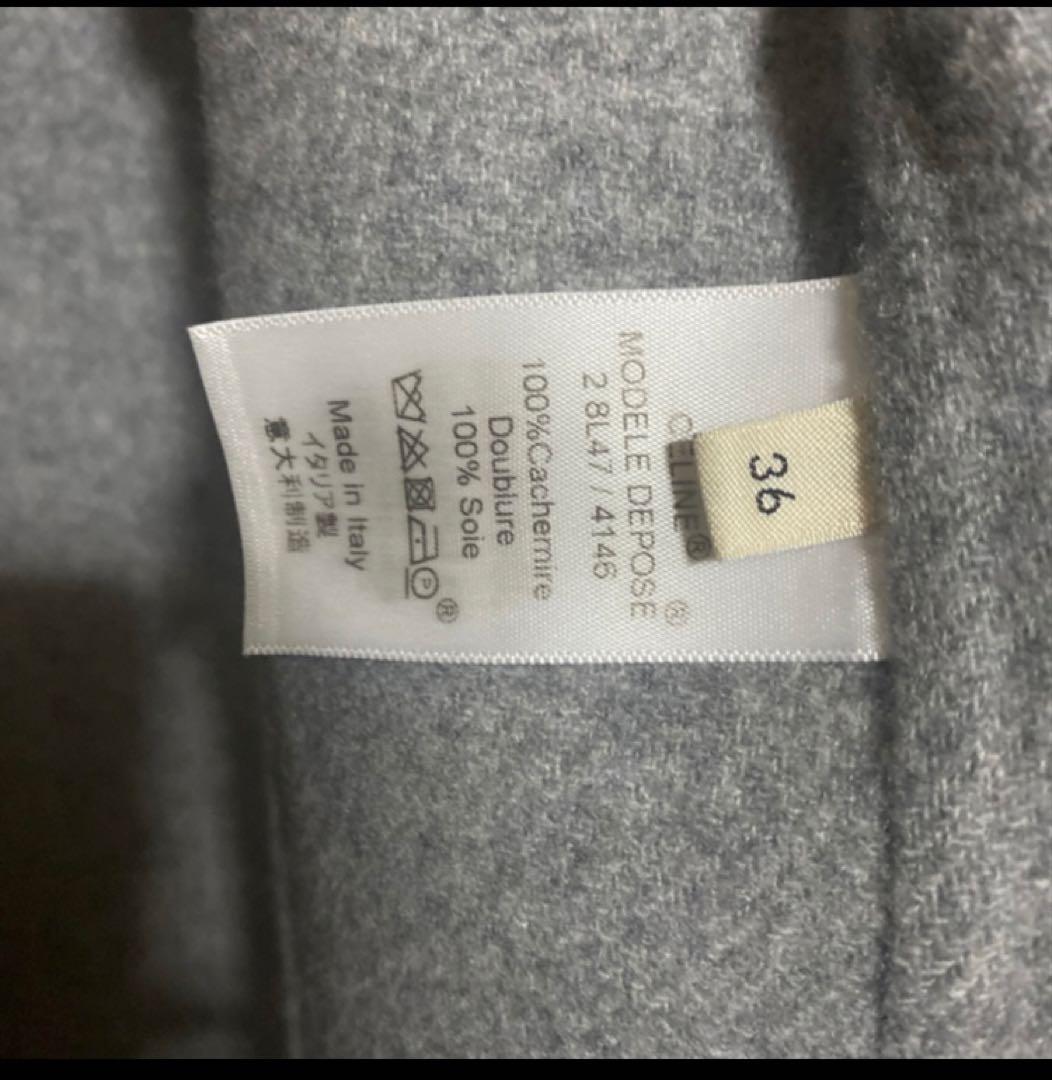 36
CELINE®
MODELE DEPOSE ®
2 8L47 / 4146
100%Cachemire
Doublure
100% Soie
P ®
Made in Italy
イタリア製
意大利制造